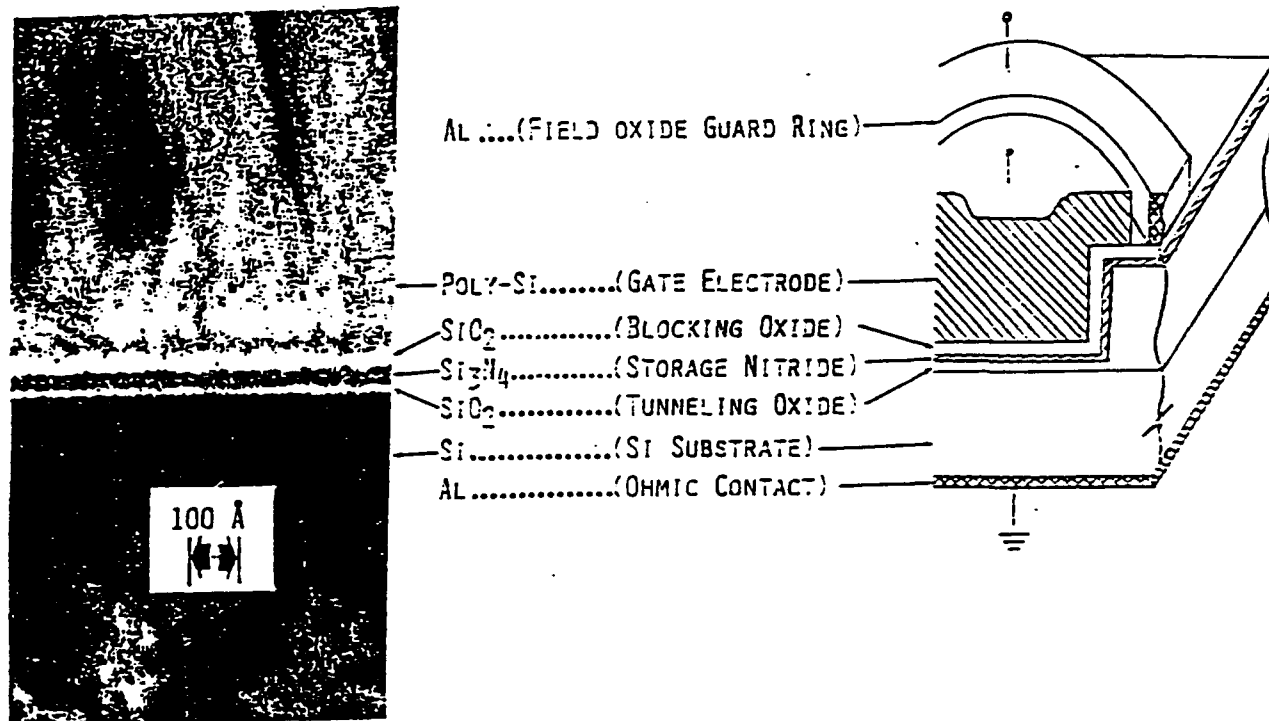 AL ....(FIELD OXIDE GUARD RING)
POLY-SI........(GATE ELECTRODE)
SiO2...........(BLOCKING OXIDE)
Si3N4..........(STORAGE NITRIDE)
SiO2...........(TUNNELING OXIDE)
Si.............(SI SUBSTRATE)
AL.............(OHMIC CONTACT)
100 Å